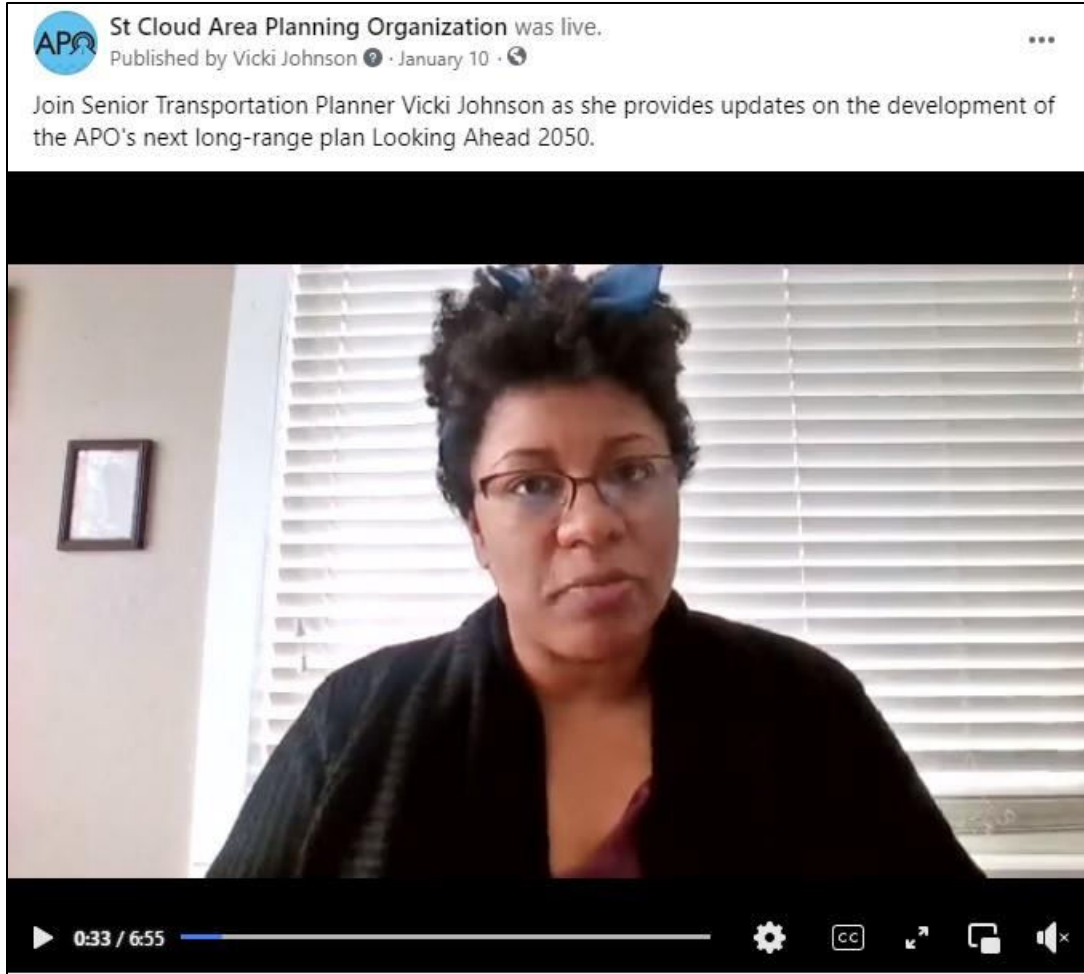 APO
St Cloud Area Planning Organization was live.
Published by Vicki Johnson ? · January 10 ·
Join Senior Transportation Planner Vicki Johnson as she provides updates on the development of
the APO's next long-range plan Looking Ahead 2050.
0:33 / 6:55
CC